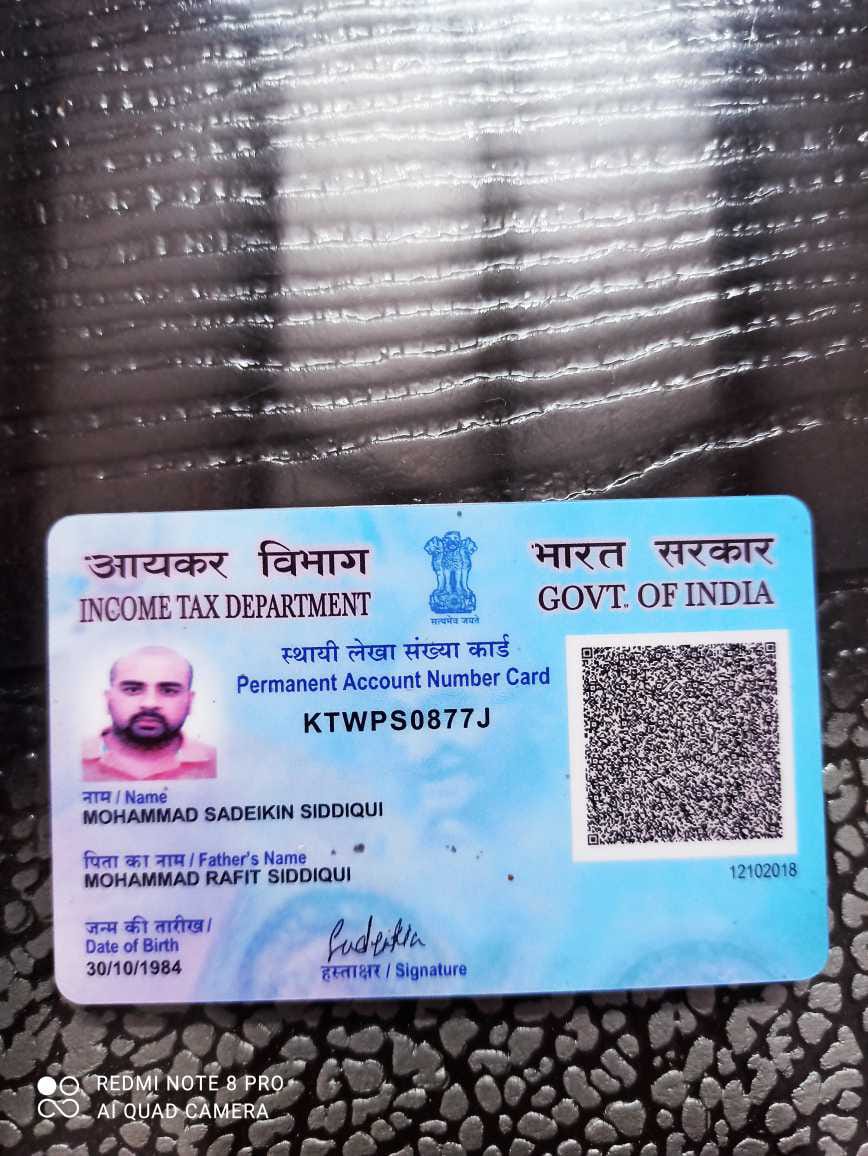 आयकर विभाग
INCOME TAX DEPARTMENT
सत्यमेव जयते
भारत सरकार
GOVT. OF INDIA
स्थायी लेखा संख्या कार्ड
Permanent Account Number Card
KTWPS0877J
नाम / Name
MOHAMMAD SADEIKIN SIDDIQUI
पिता का नाम / Father's Name
MOHAMMAD RAFIT SIDDIQUI
12102018
जन्म की तारीख /
Date of Birth
30/10/1984
हस्ताक्षर / Signature
REDMI NOTE 8 PRO
AI QUAD CAMERA